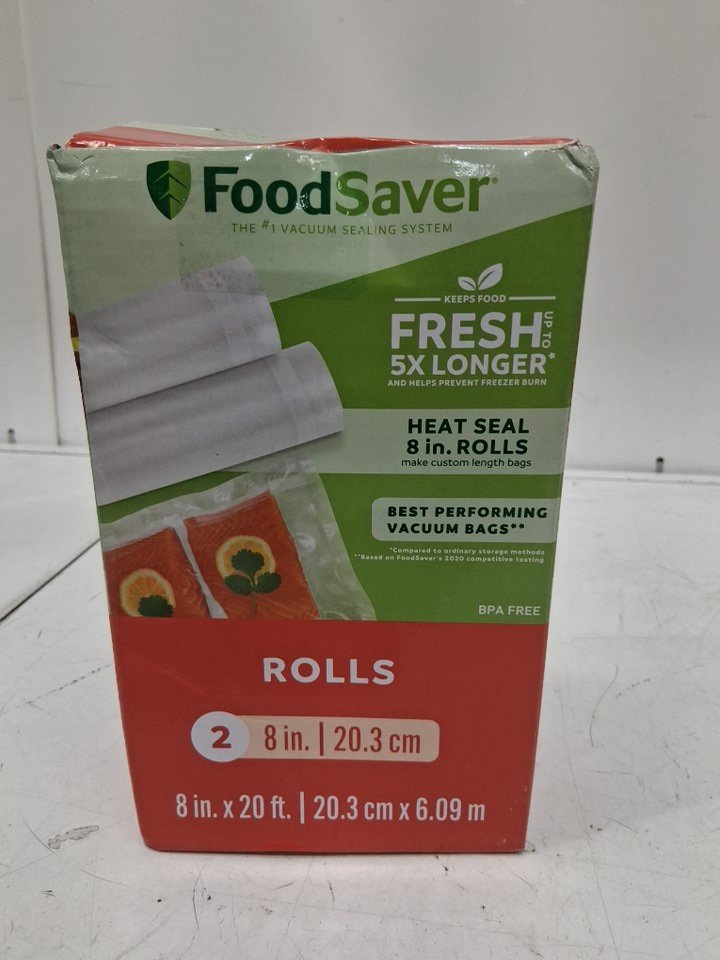 FoodSaver®
THE #1 VACUUM SEALING SYSTEM
KEEPS FOOD
FRESH UP TO
5X LONGER*
AND HELPS PREVENT FREEZER BURN
HEAT SEAL
8 in. ROLLS
make custom length bags
BEST PERFORMING
VACUUM BAGS**
*Compared to ordinary storage methods
**Based on FoodSaver's 2020 competitive testing
BPA FREE
ROLLS
2 8 in. | 20.3 cm
8 in. x 20 ft. | 20.3 cm x 6.09 m